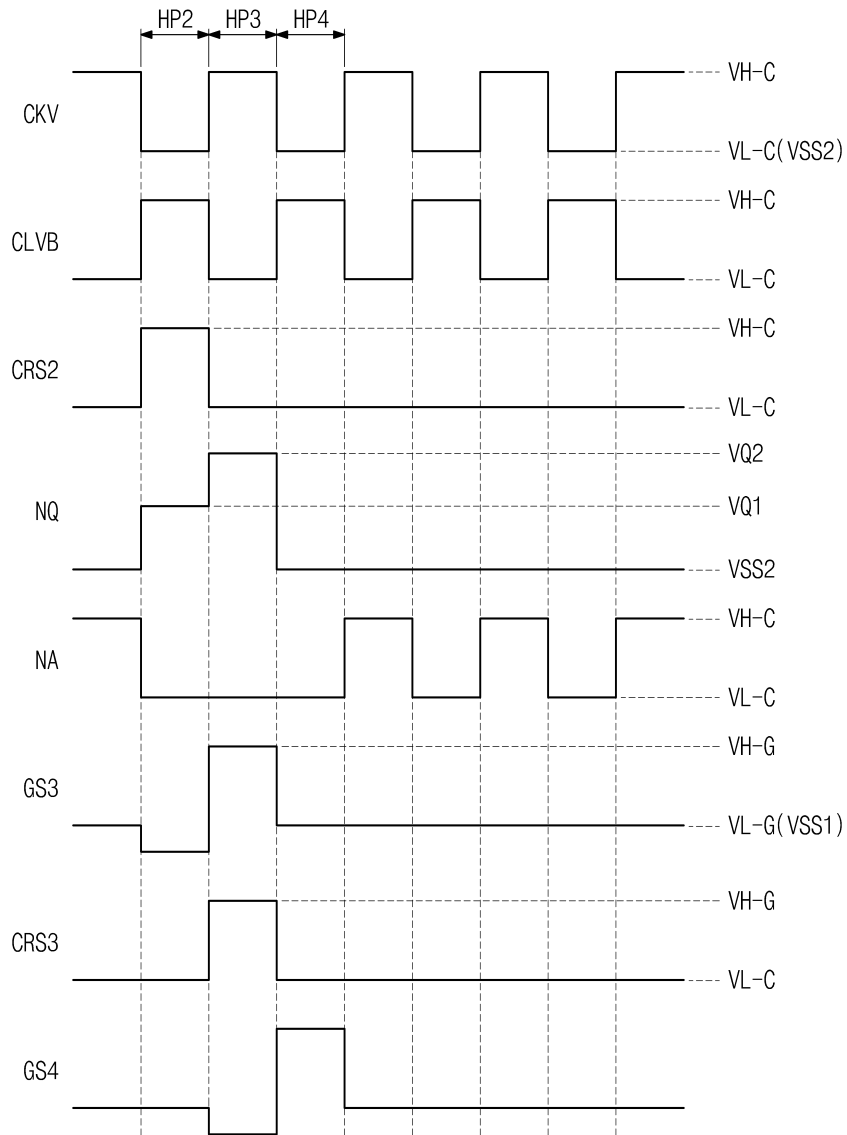 HP2 HP3 HP4
CKV
VH-C
VL-C(VSS2)
CLVB
VH-C
VL-C
CRS2
VH-C
VL-C
NQ
VQ2
VQ1
VSS2
NA
VH-C
VL-C
GS3
VH-G
VL-G(VSS1)
CRS3
VH-G
VL-C
GS4